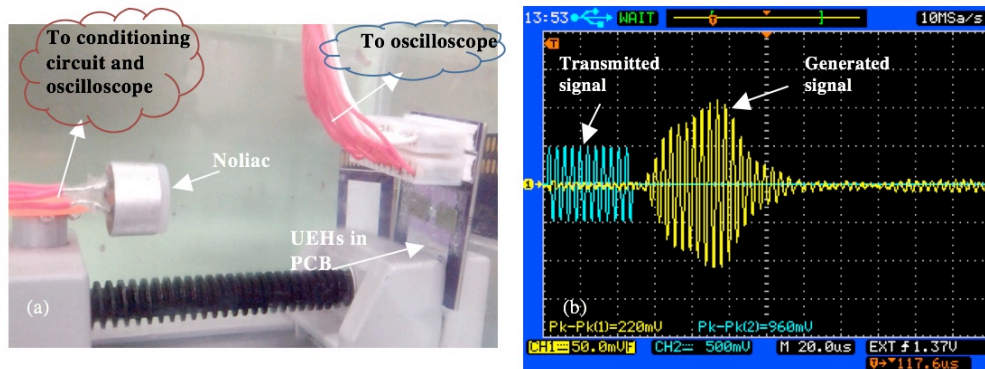 To conditioning
circuit and
oscilloscope
To oscilloscope
Noliac
UEHs in
PCB
(a)
13:53 WAIT T 10MSa/s
T
Transmitted
signal
Generated
signal
1
(b)
Pk-Pk(1)=220mV Pk-Pk(2)=960mV
CH1 50.0mV F CH2 500mV M 20.0us EXT f 1.37V
117.6us